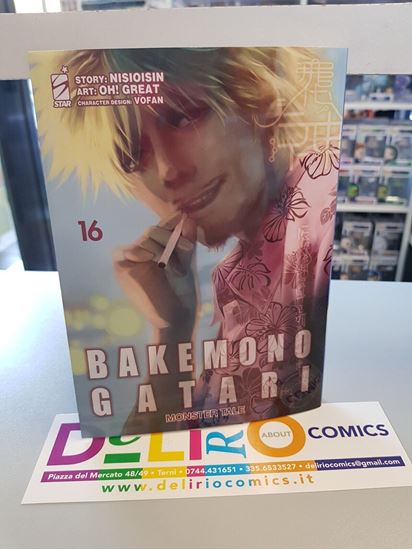 STAR
STORY: NISIOISIN
ART: OH! GREAT
CHARACTER DESIGN: VOFAN
16
BAKEMONO
GATARI
MONSTER TALE
DELIRIO ABOUT COMICS
Piazza del Mercato 48/49 • Terni • 0744.431651 • 335.6533527 • deliriocomics@gmail.com
www.deliriocomics.it